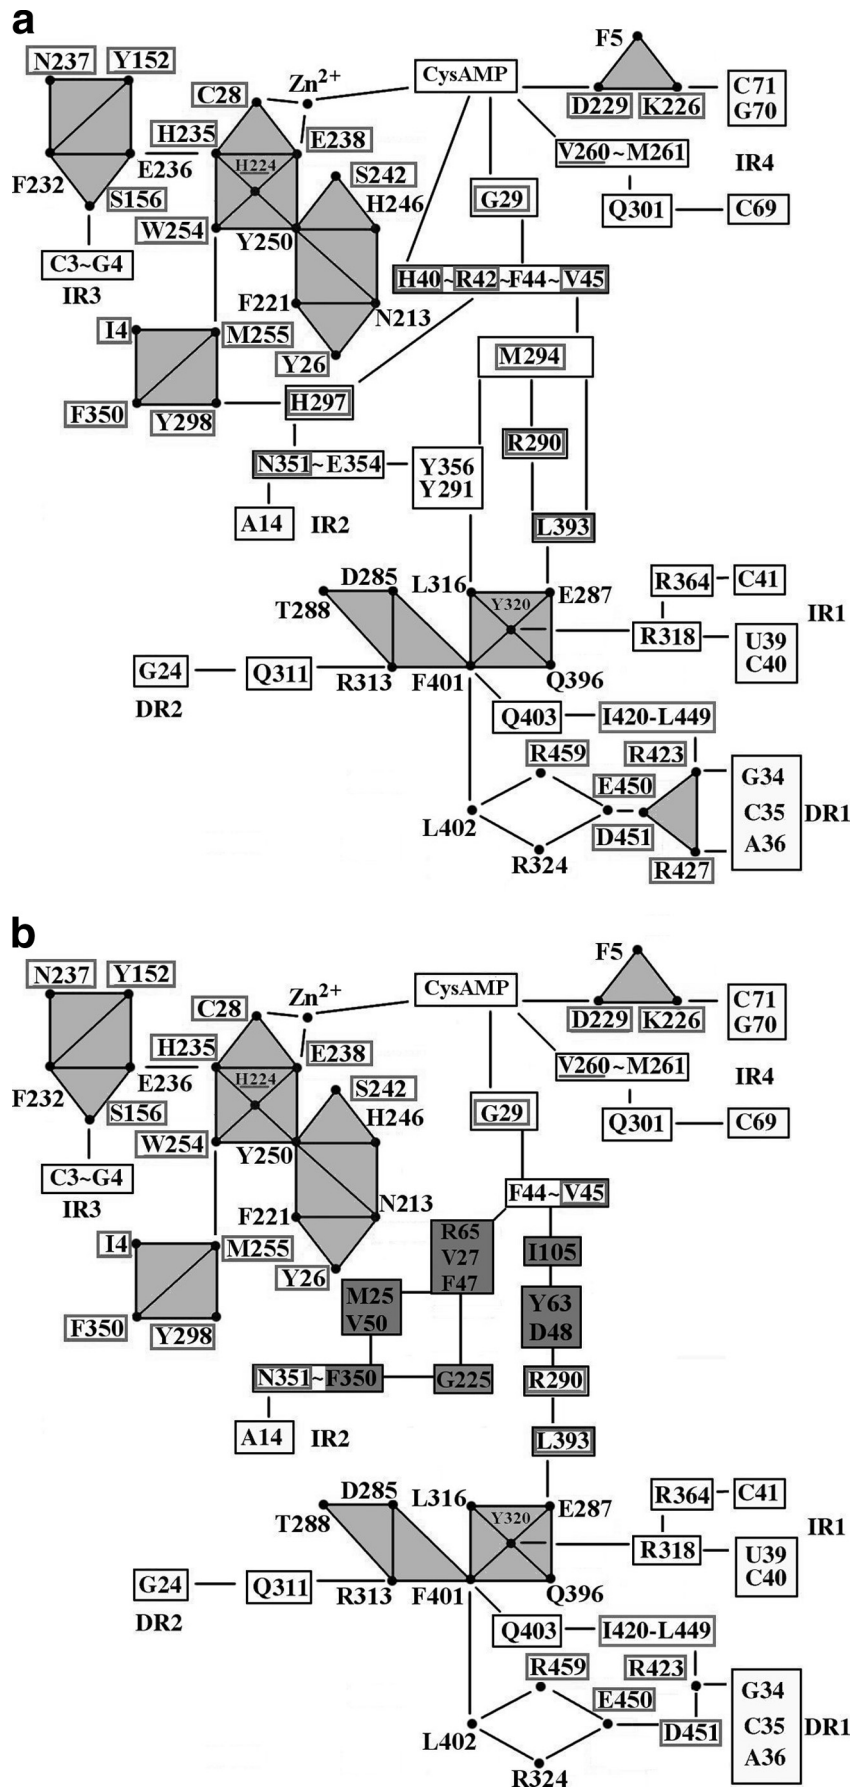 a
F5
N237 Y152
Zn2+
CysAMP
C28
C71
G70
D229 K226
H235
E238
H224
V260~M261
IR4
F232
E236
S242
S156
H246
G29
Q301
C69
W254
Y250
C3~G4
IR3
H40~R42~F44~V45
F221
N213
I4
M255
Y26
M294
F350
Y298
H297
R290
N351~E354
Y356
Y291
A14
IR2
L393
D285
L316
Y320
E287
R364
C41
T288
IR1
R318
U39
C40
G24
Q311
R313
F401
Q396
DR2
Q403
I420-L449
R459
R423
E450
G34
C35
A36
DR1
L402
D451
R324
R427
b
F5
N237 Y152
Zn2+
CysAMP
C28
C71
G70
D229 K226
H235
E238
H224
V260~M261
IR4
F232
E236
S242
S156
H246
G29
Q301
C69
W254
Y250
C3~G4
IR3
F44~V45
F221
N213
R65
V27
F47
I4
M255
I105
Y26
M25
V50
Y63
D48
F350
Y298
N351~F350
G225
R290
A14
IR2
L393
D285
L316
Y320
E287
R364
C41
T288
IR1
R318
U39
C40
G24
Q311
R313
F401
Q396
DR2
Q403
I420-L449
R459
R423
E450
G34
C35
A36
DR1
L402
D451
R324